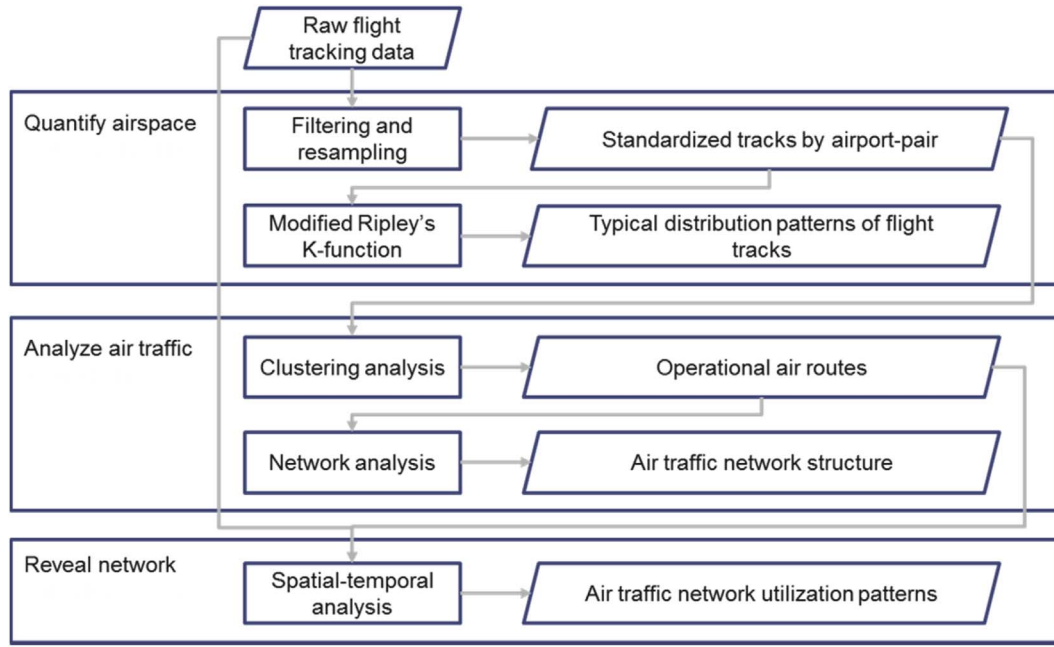 Raw flight
tracking data
Quantify airspace
Filtering and
resampling
Standardized tracks by airport-pair
Modified Ripley's
K-function
Typical distribution patterns of flight
tracks
Analyze air traffic
Clustering analysis
Operational air routes
Network analysis
Air traffic network structure
Reveal network
Spatial-temporal
analysis
Air traffic network utilization patterns